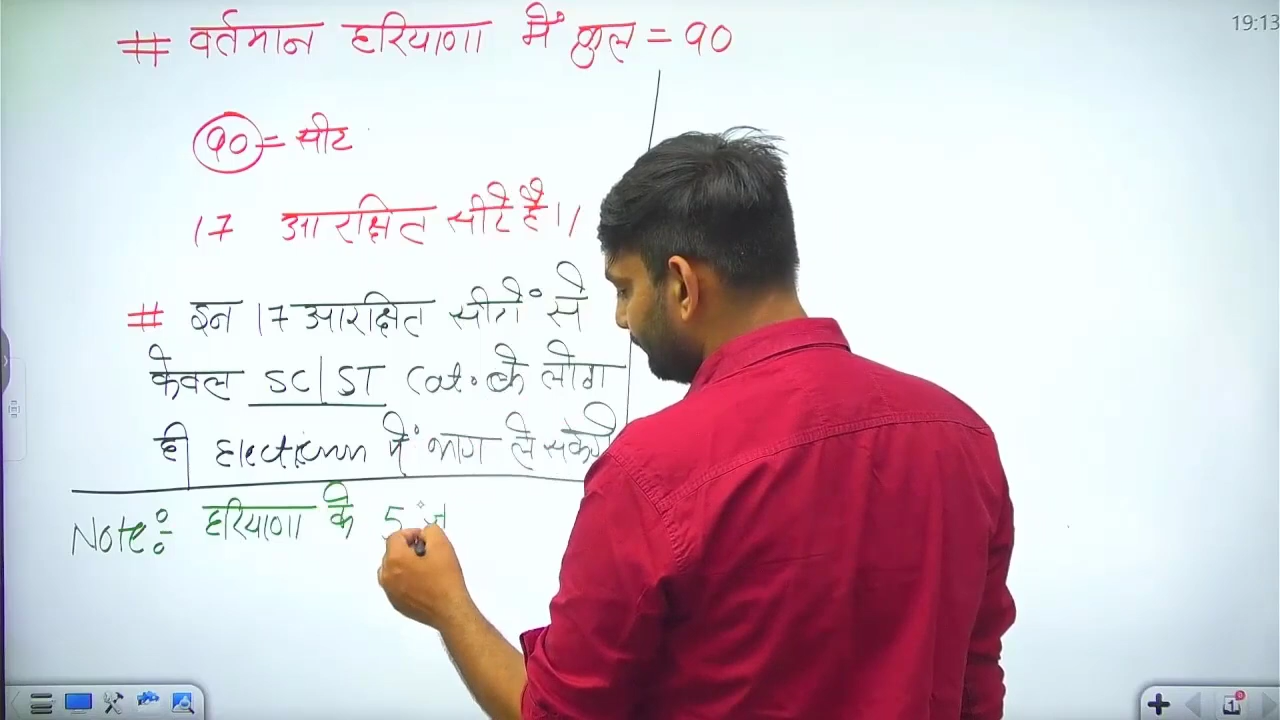 19:13
# वर्तमान हरियाणा में कुल = 90
90 = सीट
17 आरक्षित सीटे है।।
# इन 17 आरक्षित सीटों से
केवल SC/ST Cat. के लोग
ही Election में भाग ले सकेगे
Note:- हरियाणा के 5